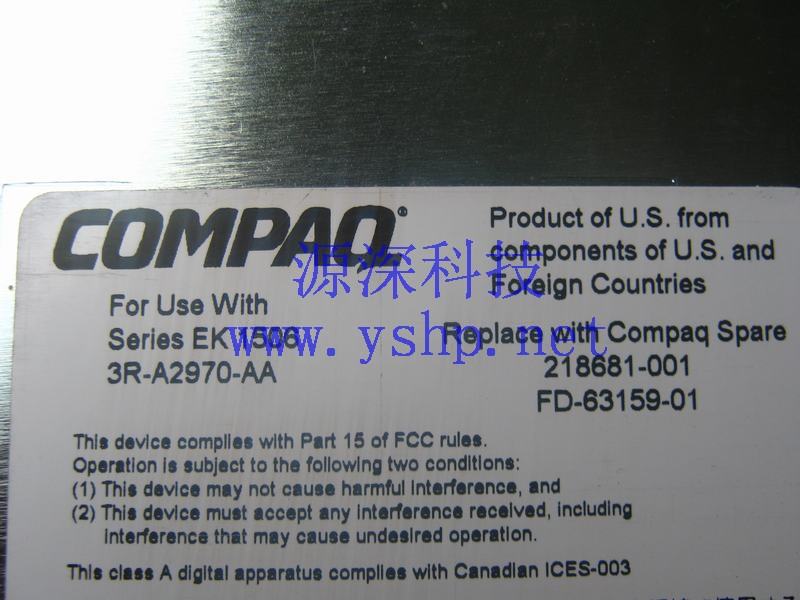 COMPAQ®
Product of U.S. from
components of U.S. and
Foreign Countries
源深科技
www.yshp.net
For Use With
Series EK 1506
3R-A2970-AA
Replace with Compaq Spare
218681-001
FD-63159-01
This device complies with Part 15 of FCC rules.
Operation is subject to the following two conditions:
(1) This device may not cause harmful interference, and
(2) This device must accept any interference received, including
interference that may cause undesired operation.
This class A digital apparatus complies with Canadian ICES-003